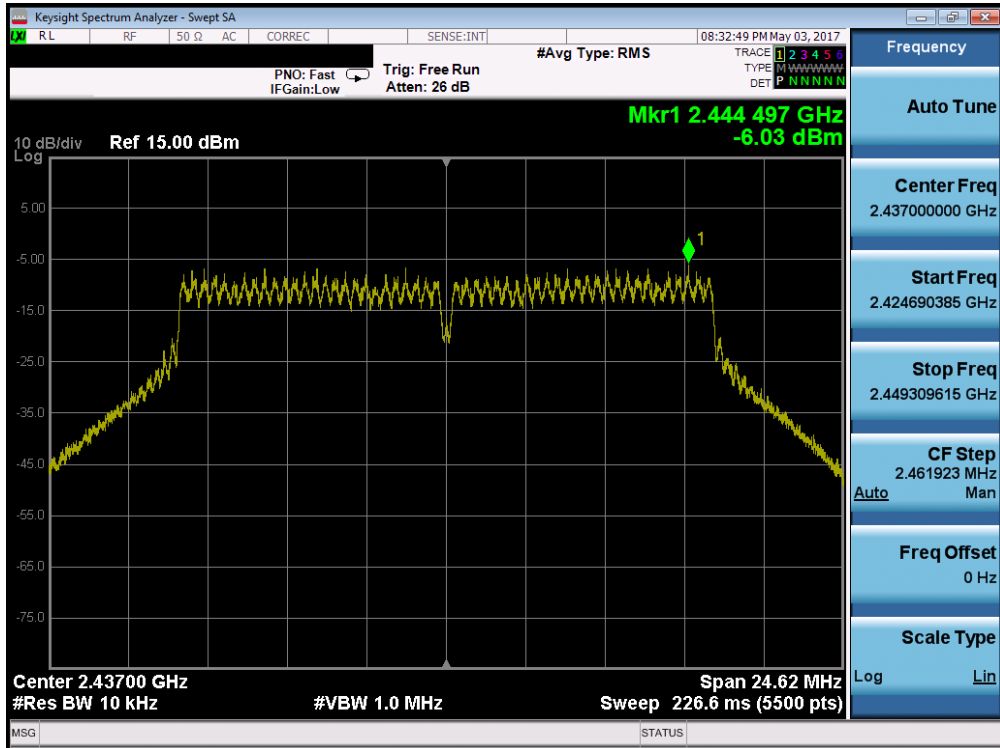 Keysight Spectrum Analyzer - Swept SA
LXI RL RF 50 Ω AC CORREC SENSE:INT 08:32:49 PM May 03, 2017
#Avg Type: RMS
TRACE 1 2 3 4 5 6
TYPE M W W W W W
DET P N N N N N
PNO: Fast Trig: Free Run
IFGain:Low Atten: 26 dB
Mkr1 2.444 497 GHz
-6.03 dBm
10 dB/div Ref 15.00 dBm
Log
5.00
-5.00
-15.0
-25.0
-35.0
-45.0
-55.0
-65.0
-75.0
1
Center 2.43700 GHz Span 24.62 MHz
#Res BW 10 kHz #VBW 1.0 MHz Sweep 226.6 ms (5500 pts)
MSG STATUS
Frequency
Auto Tune
Center Freq
2.437000000 GHz
Start Freq
2.424690385 GHz
Stop Freq
2.449309615 GHz
CF Step
2.461923 MHz
Auto Man
Freq Offset
0 Hz
Scale Type
Log Lin